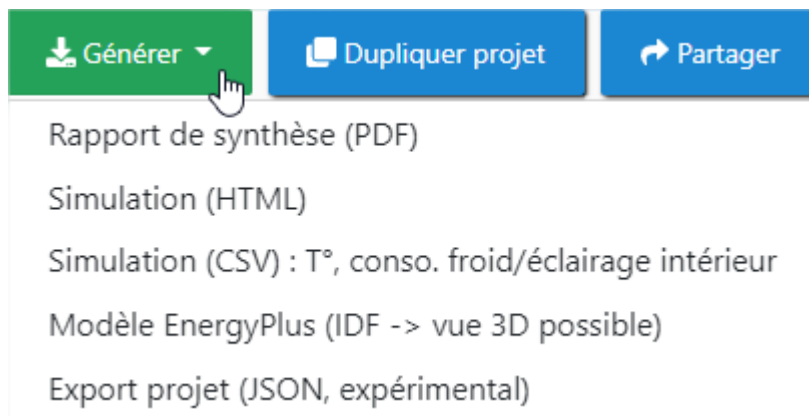 Générer
Dupliquer projet
Partager
Rapport de synthèse (PDF)
Simulation (HTML)
Simulation (CSV) : T°, conso. froid/éclairage intérieur
Modèle EnergyPlus (IDF -> vue 3D possible)
Export projet (JSON, expérimental)